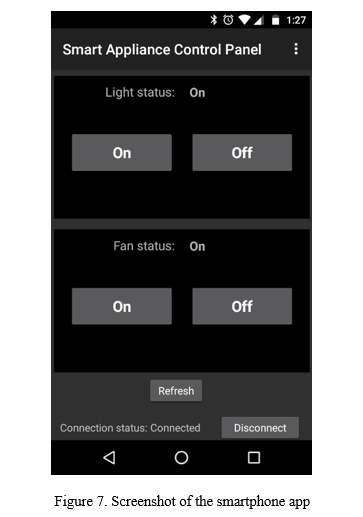 1:27
Smart Appliance Control Panel
Light status: On
On Off
Fan status: On
On Off
Refresh
Connection status: Connected Disconnect
Figure 7. Screenshot of the smartphone app